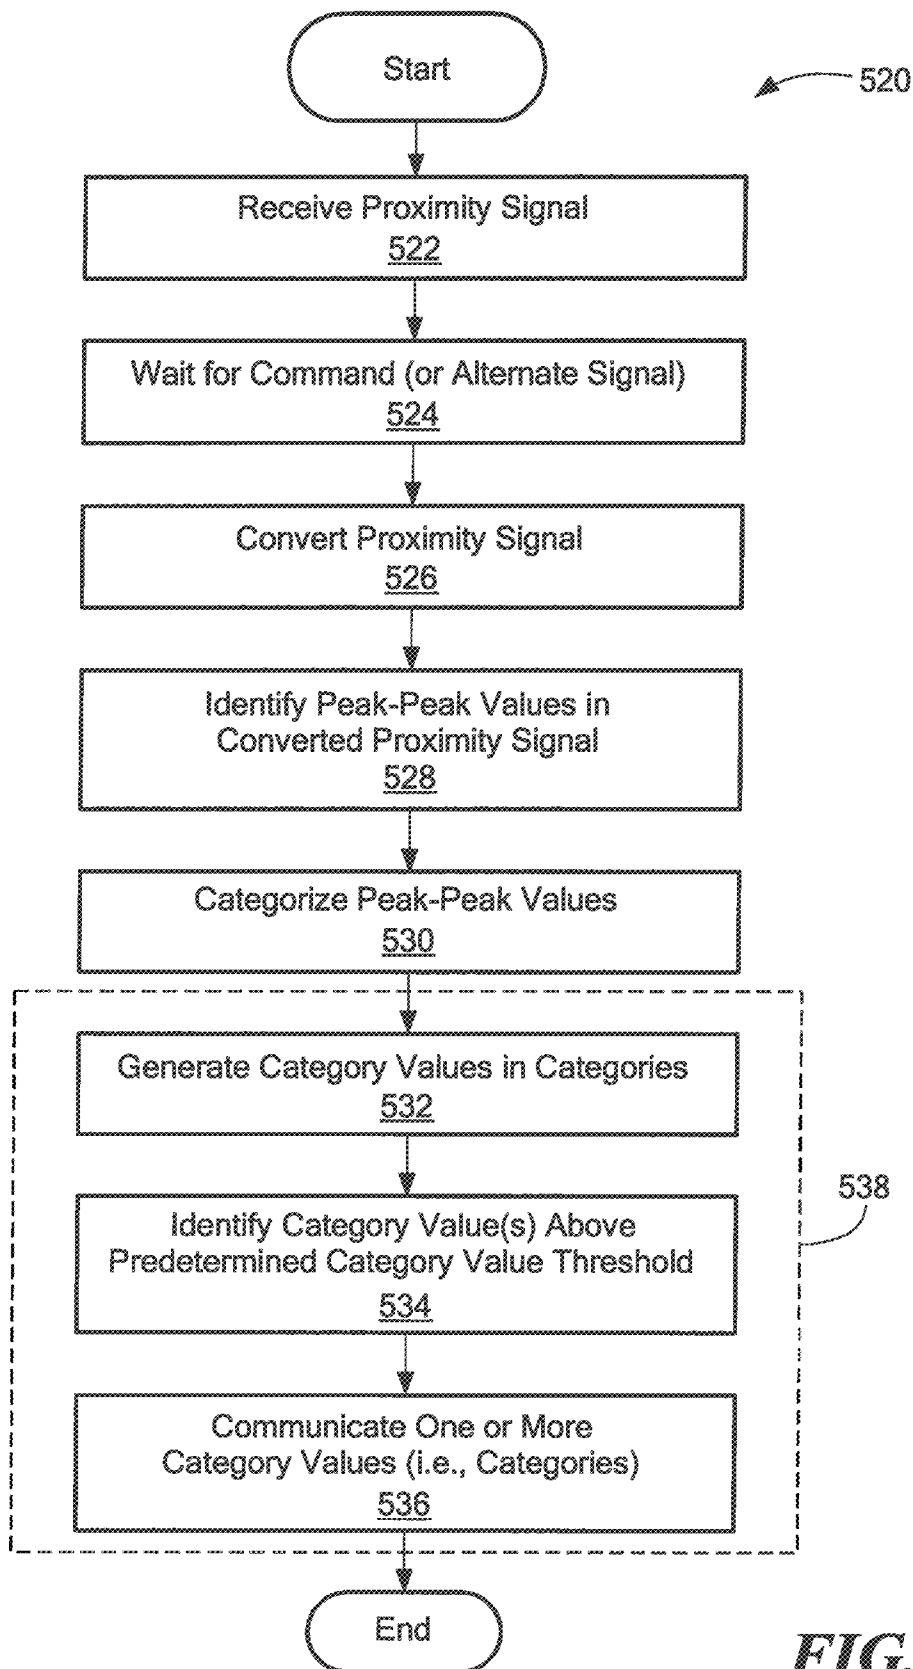 Start
520
Receive Proximity Signal
522
Wait for Command (or Alternate Signal)
524
Convert Proximity Signal
526
Identify Peak-Peak Values in
Converted Proximity Signal
528
Categorize Peak-Peak Values
530
Generate Category Values in Categories
532
538
Identify Category Value(s) Above
Predetermined Category Value Threshold
534
Communicate One or More
Category Values (i.e., Categories)
536
End
FIG.